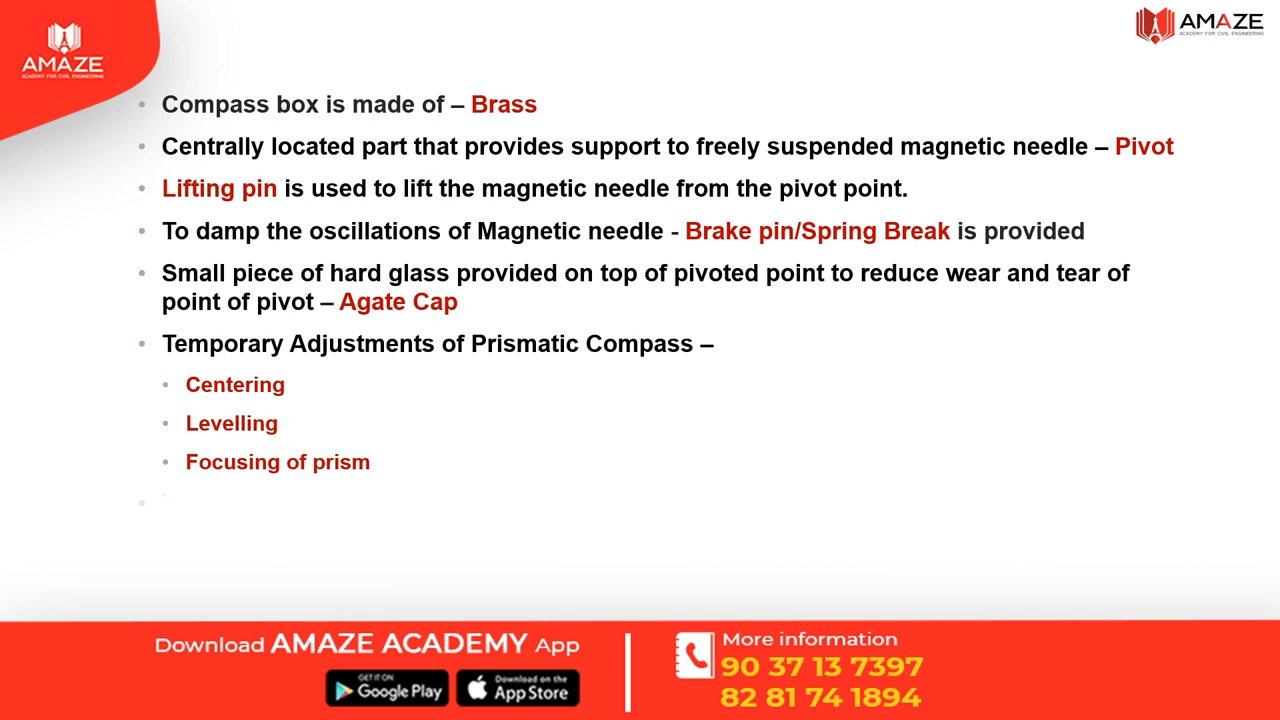 AMAZE
ACADEMY FOR CIVIL ENGINEERING
AMAZE
ACADEMY FOR CIVIL ENGINEERING
• Compass box is made of – Brass
• Centrally located part that provides support to freely suspended magnetic needle – Pivot
• Lifting pin is used to lift the magnetic needle from the pivot point.
• To damp the oscillations of Magnetic needle - Brake pin/Spring Break is provided
• Small piece of hard glass provided on top of pivoted point to reduce wear and tear of
point of pivot – Agate Cap
• Temporary Adjustments of Prismatic Compass –
• Centering
• Levelling
• Focusing of prism
Download AMAZE ACADEMY App
GET IT ON
Google Play
Download on the
App Store
More information
90 37 13 7397
82 81 74 1894